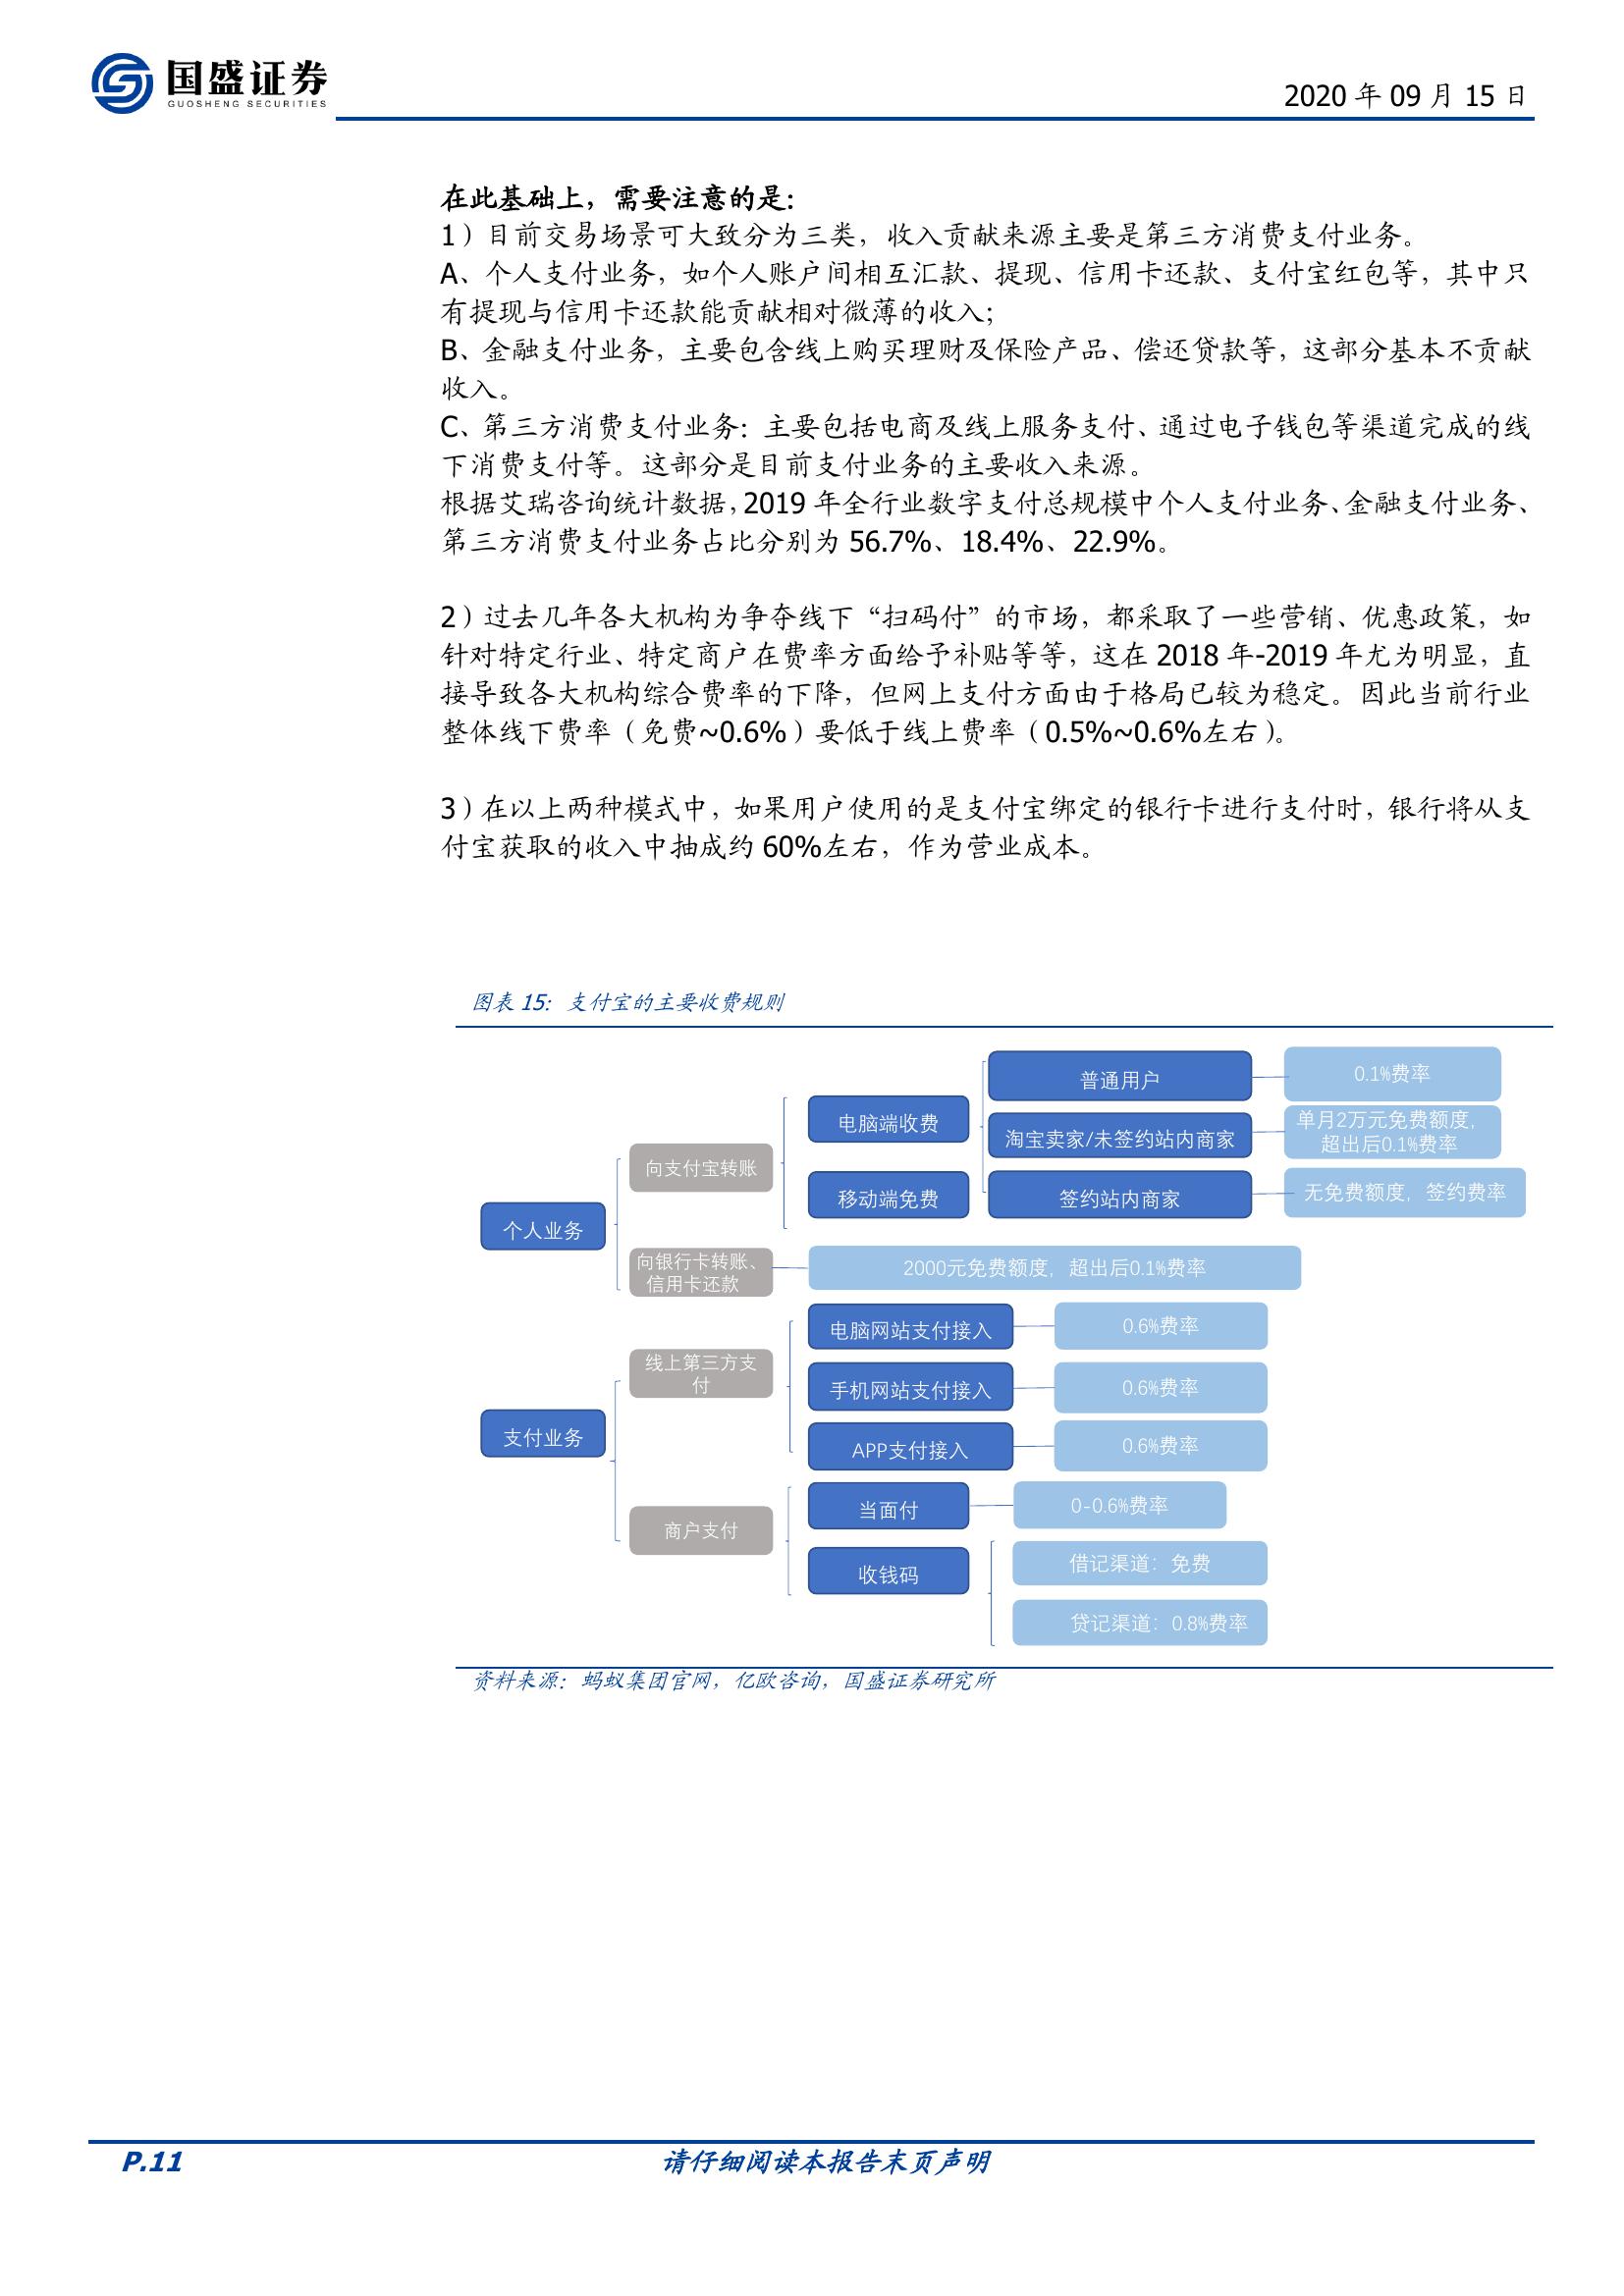 国盛证券
GUOSHENG SECURITIES
2020 年 09 月 15 日
在此基础上，需要注意的是：
1）目前交易场景可大致分为三类，收入贡献来源主要是第三方消费支付业务。
A、个人支付业务，如个人账户间相互汇款、提现、信用卡还款、支付宝红包等，其中只
有提现与信用卡还款能贡献相对微薄的收入；
B、金融支付业务，主要包含线上购买理财及保险产品、偿还贷款等，这部分基本不贡献
收入。
C、第三方消费支付业务：主要包括电商及线上服务支付、通过电子钱包等渠道完成的线
下消费支付等。这部分是目前支付业务的主要收入来源。
根据艾瑞咨询统计数据，2019 年全行业数字支付总规模中个人支付业务、金融支付业务、
第三方消费支付业务占比分别为 56.7%、18.4%、22.9%。
2）过去几年各大机构为争夺线下“扫码付”的市场，都采取了一些营销、优惠政策，如
针对特定行业、特定商户在费率方面给予补贴等等，这在 2018 年-2019 年尤为明显，直
接导致各大机构综合费率的下降，但网上支付方面由于格局已较为稳定。因此当前行业
整体线下费率（免费~0.6%）要低于线上费率（0.5%~0.6%左右）。
3）在以上两种模式中，如果用户使用的是支付宝绑定的银行卡进行支付时，银行将从支
付宝获取的收入中抽成约 60%左右，作为营业成本。
图表 15：支付宝的主要收费规则
个人业务
向支付宝转账
电脑端收费
普通用户
0.1%费率
淘宝卖家/未签约站内商家
单月2万元免费额度，
超出后0.1%费率
签约站内商家
无免费额度，签约费率
移动端免费
向银行卡转账、
信用卡还款
2000元免费额度，超出后0.1%费率
支付业务
线上第三方支
付
电脑网站支付接入
0.6%费率
手机网站支付接入
0.6%费率
APP支付接入
0.6%费率
商户支付
当面付
0-0.6%费率
收钱码
借记渠道：免费
贷记渠道：0.8%费率
资料来源：蚂蚁集团官网，亿欧咨询，国盛证券研究所
P.11
请仔细阅读本报告末页声明